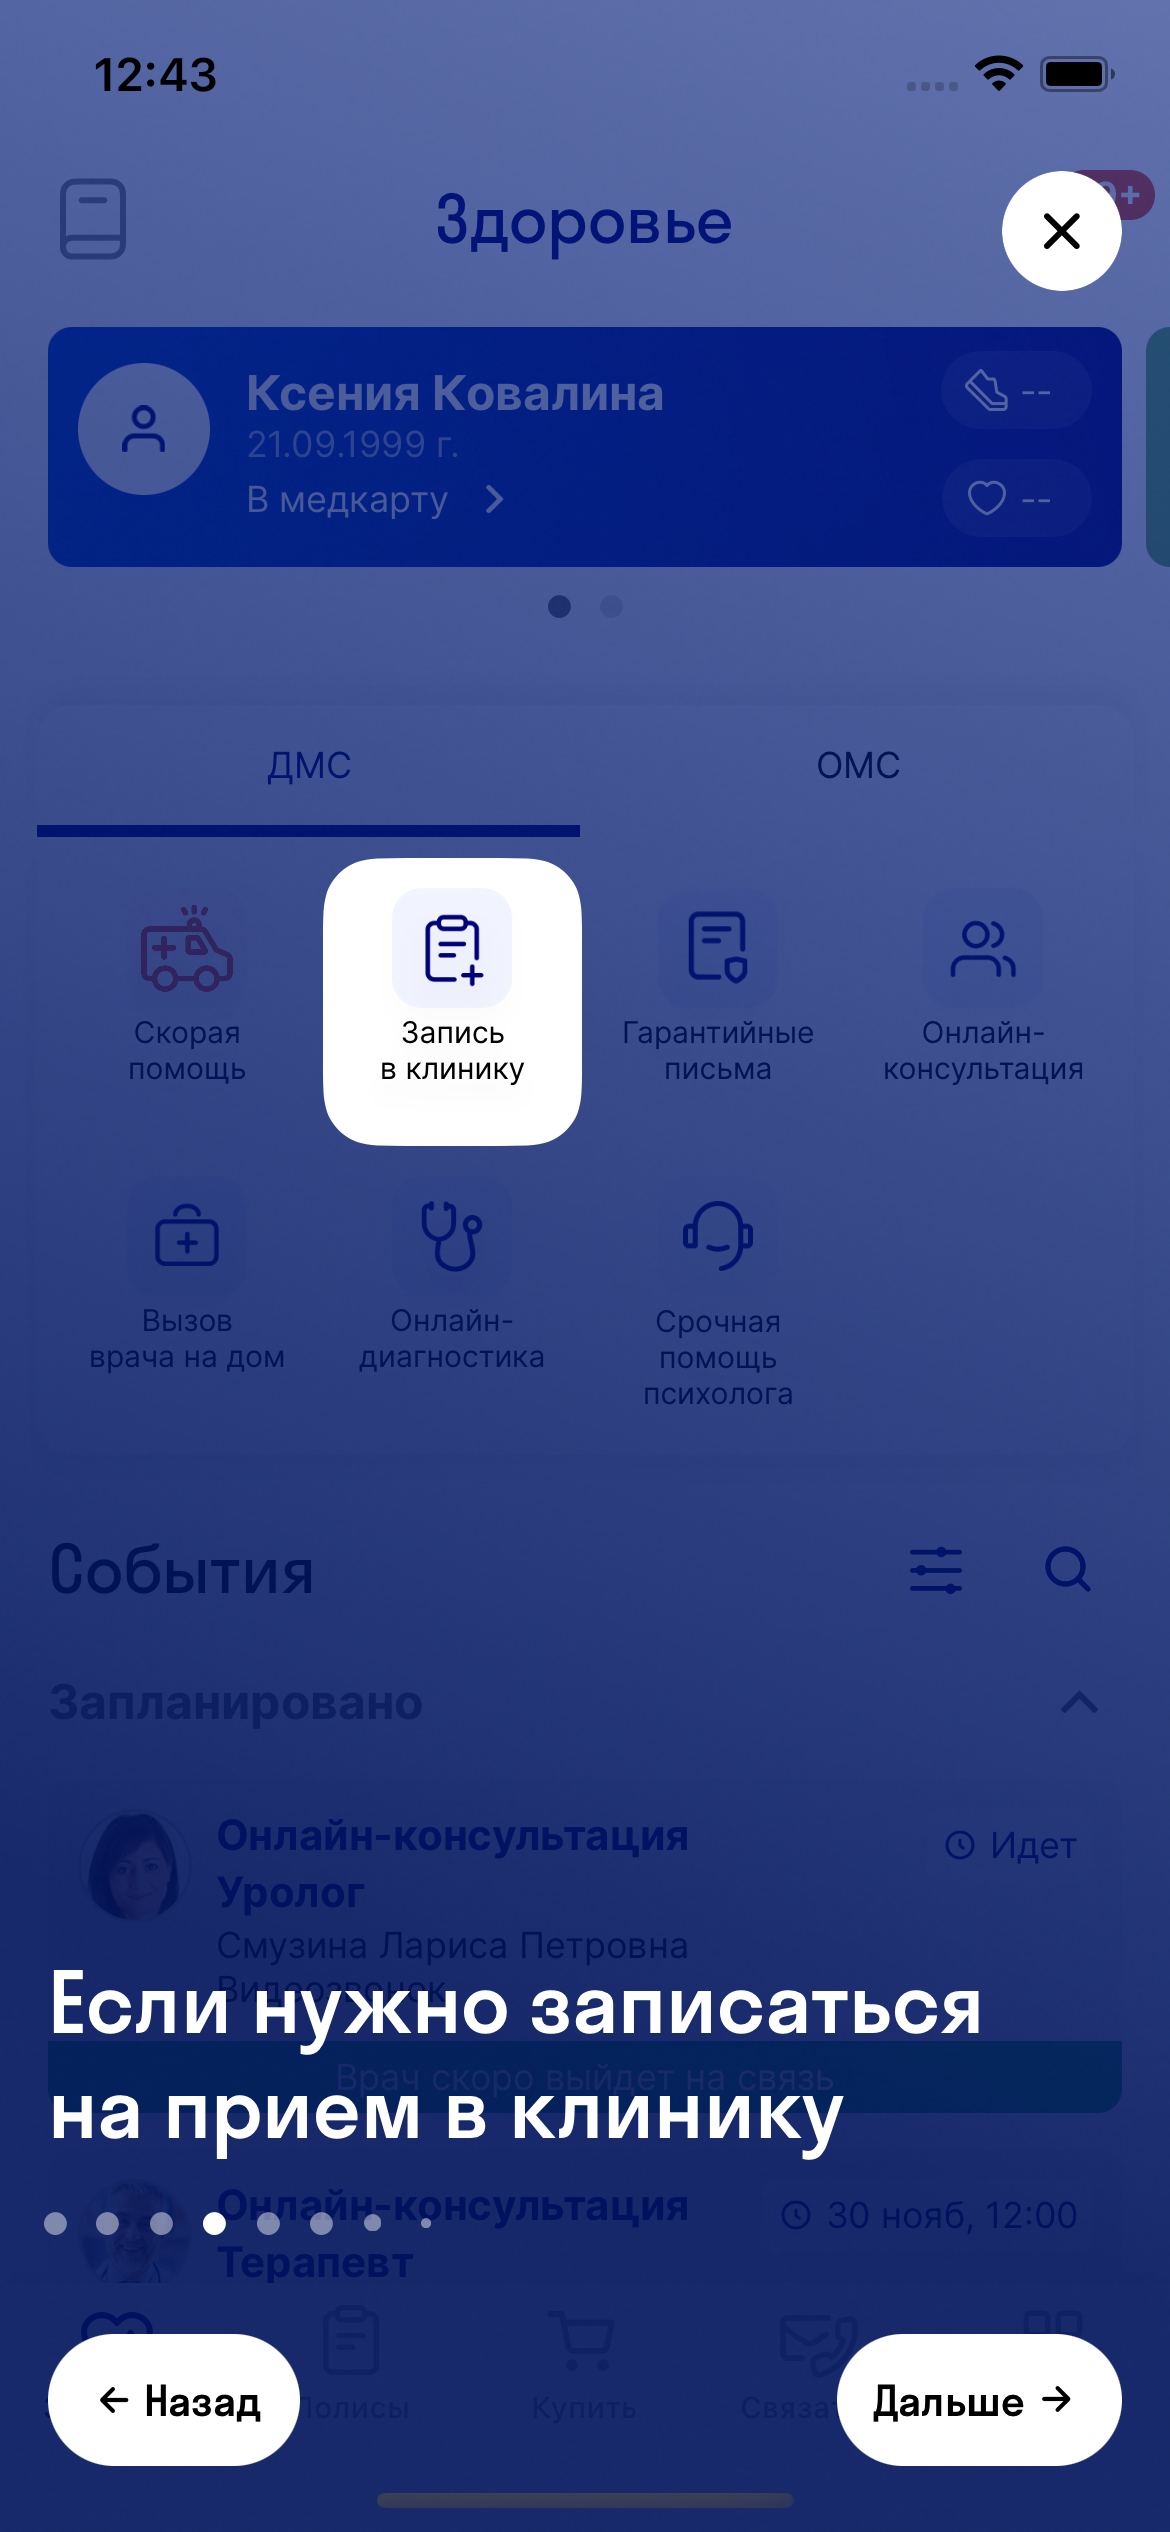 12:43
Здоровье
9+
Ксения Ковалина
--
21.09.1999 г.
В медкарту
--
ДМС
ОМС
Скорая
помощь
Запись
в клинику
Гарантийные
письма
Онлайн-
консультация
Вызов
врача на дом
Онлайн-
диагностика
Срочная
помощь
психолога
События
Запланировано
Онлайн-консультация
Идет
Уролог
Смузина Лариса Петровна
Видеозвонок
Если нужно записаться
Врач скоро выйдет на связь
на прием в клинику
Онлайн-консультация
30 нояб, 12:00
Терапевт
Полисы
Купить
← Назад
Дальше →